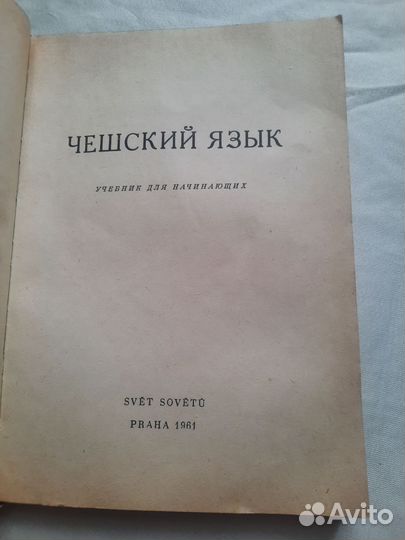 ЧЕШСКИЙ ЯЗЫК
УЧЕБНИК ДЛЯ НАЧИНАЮЩИХ
SVĚT SOVĚTŮ
PRAHA 1961
Avito